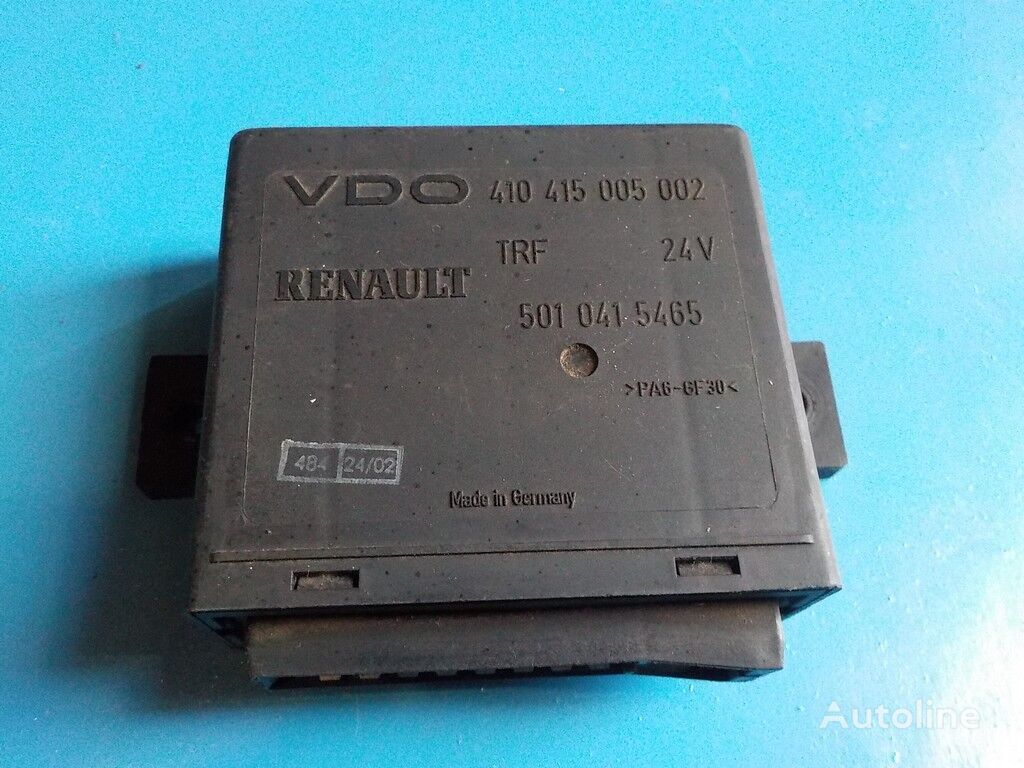 VDO 410 415 005 002
TRF 24V
RENAULT
501 041 5465
>PA6-GF30<
484 24/02
Made in Germany
Autoline